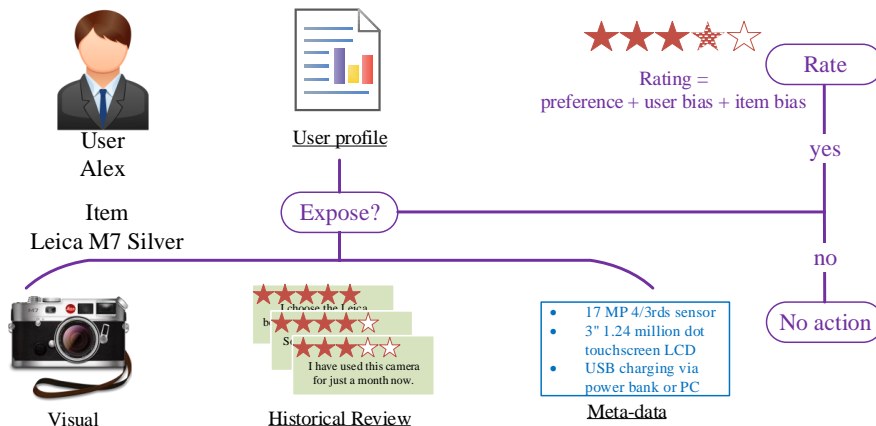 Rate
Rating =
preference + user bias + item bias
User
Alex
User profile
yes
Item
Leica M7 Silver
Expose?
no
I choose the Leica
be
So
I have used this camera
for just a month now.
17 MP 4/3rds sensor
3" 1.24 million dot
touchscreen LCD
USB charging via
power bank or PC
No action
Visual
Historical Review
Meta-data